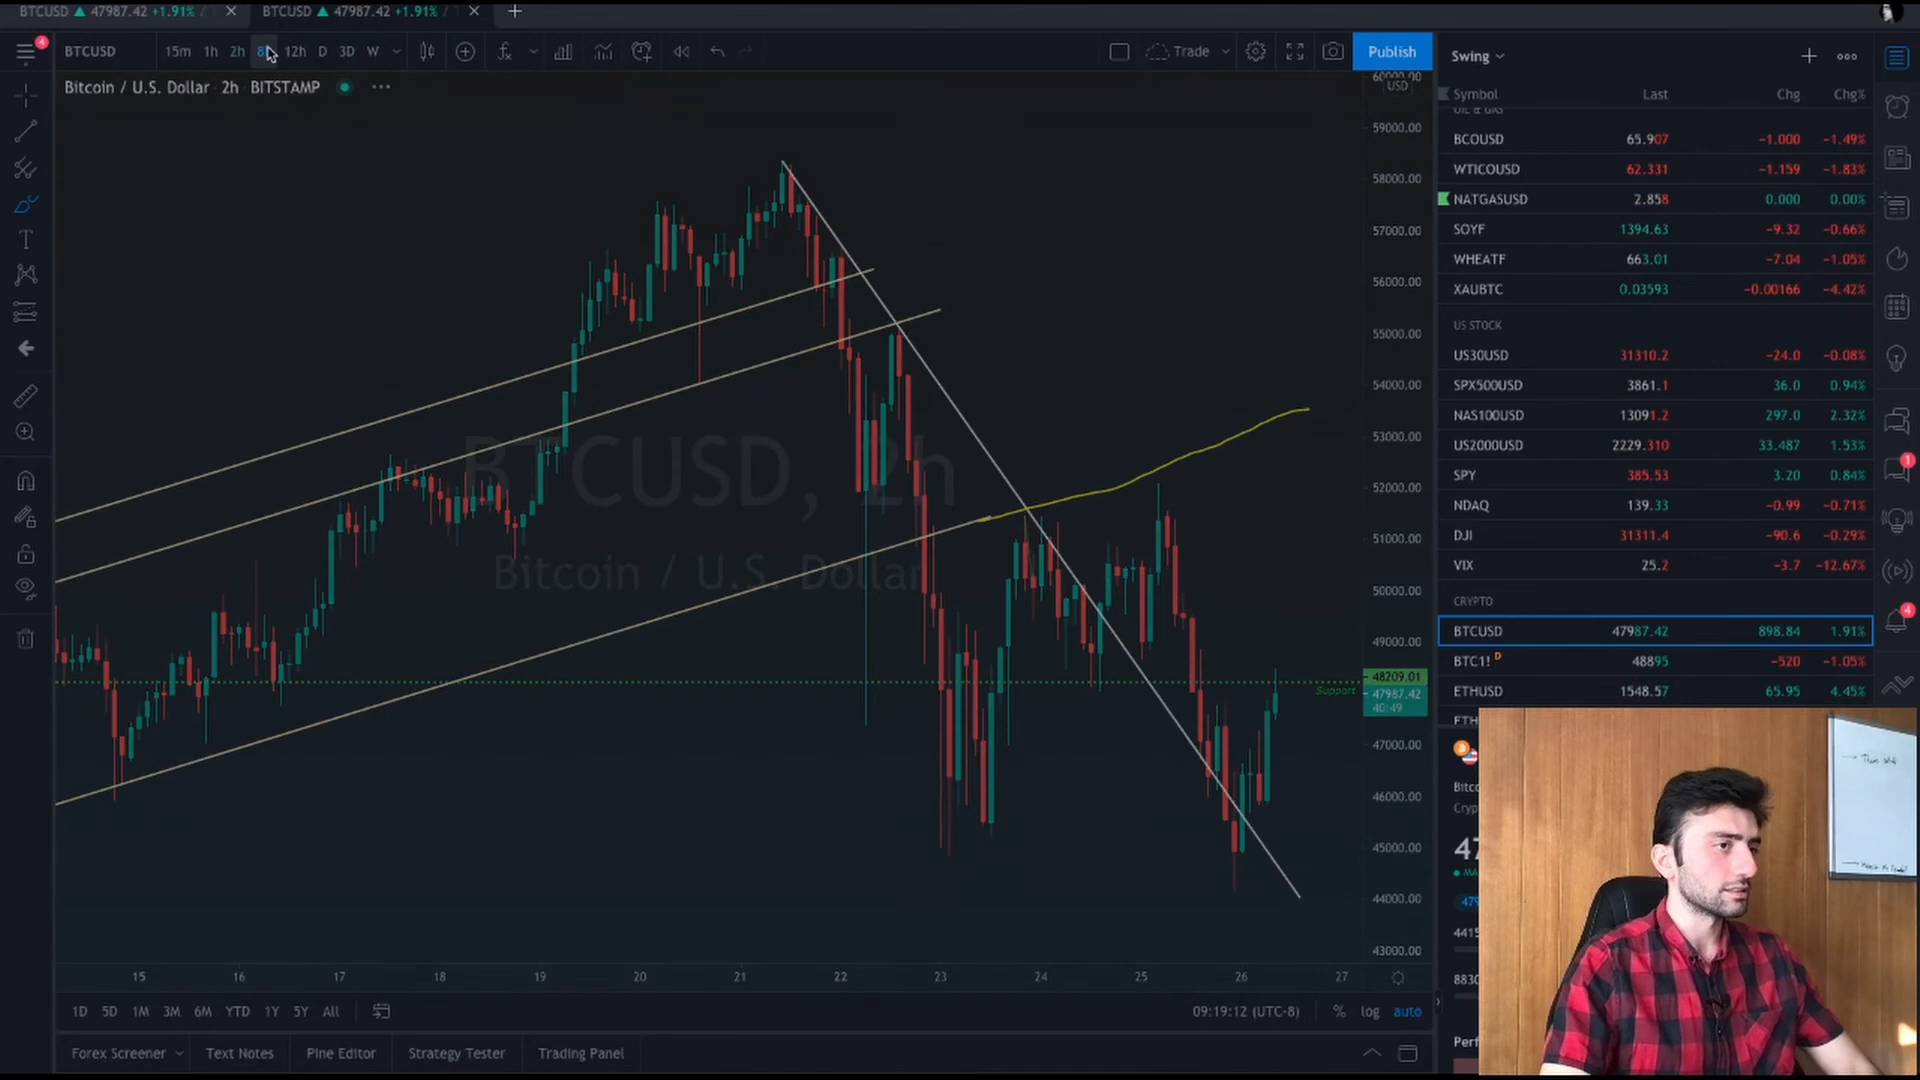 BTCUSD ▲ 47987.42 +1.91% /
BTCUSD ▲ 47987.42 +1.91% /
4
BTCUSD
15m 1h 2h 12h D 3D W
Trade
Publish
Bitcoin / U.S. Dollar · 2h · BITSTAMP
BTCUSD, 2h
Bitcoin / U.S. Dollar
60000.00
USD
59000.00
58000.00
57000.00
56000.00
55000.00
54000.00
53000.00
52000.00
51000.00
50000.00
49000.00
Support
48209.01
47987.42
40:49
47000.00
46000.00
45000.00
44000.00
43000.00
15 16 17 18 19 20 21 22 23 24 25 26 27
1D 5D 1M 3M 6M YTD 1Y 5Y All
09:19:12 (UTC-8) % log auto
Forex Screener Text Notes Pine Editor Strategy Tester Trading Panel
Swing
Symbol Last Chg Chg%
OIL & GAS
BCOUSD 65.907 −1.000 −1.49%
WTICOUSD 62.331 −1.159 −1.83%
NATGASUSD 2.858 0.000 0.00%
SOYF 1394.63 −9.32 −0.66%
WHEATF 663.01 −7.04 −1.05%
XAUBTC 0.03593 −0.00166 −4.42%
US STOCK
US30USD 31310.2 −24.0 −0.08%
SPX500USD 3861.1 36.0 0.94%
NAS100USD 13091.2 297.0 2.32%
US2000USD 2229.310 33.487 1.53%
SPY 385.53 3.20 0.84%
NDAQ 139.33 −0.99 −0.71%
DJI 31311.4 −90.6 −0.29%
VIX 25.2 −3.7 −12.67%
CRYPTO
BTCUSD 47987.42 898.84 1.91%
BTC1! D 48895 −520 −1.05%
ETHUSD 1548.57 65.95 4.45%
1
4